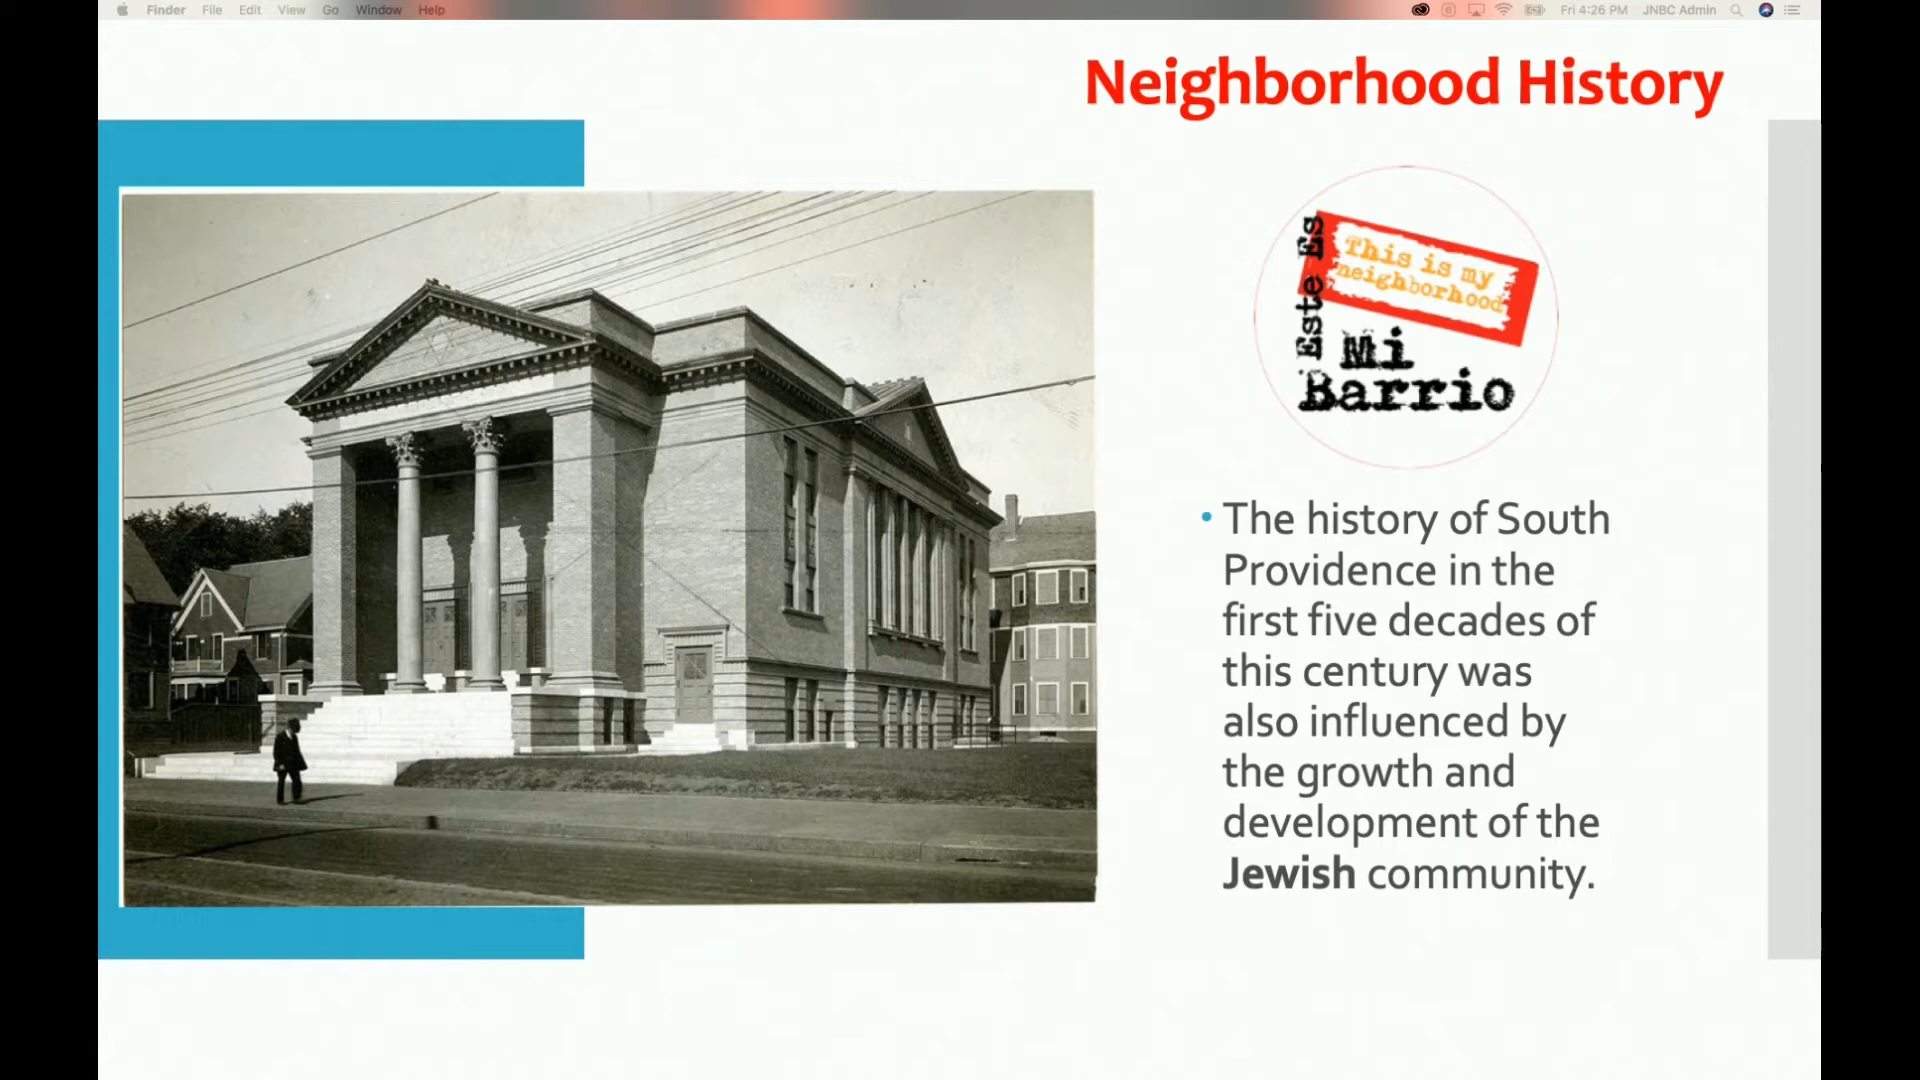 Finder File Edit View Go Window Help
Fri 4:26 PM JNBC Admin
Neighborhood History
Este Es
This is my
neighborhood
Mi
Barrio
• The history of South
Providence in the
first five decades of
this century was
also influenced by
the growth and
development of the
Jewish community.